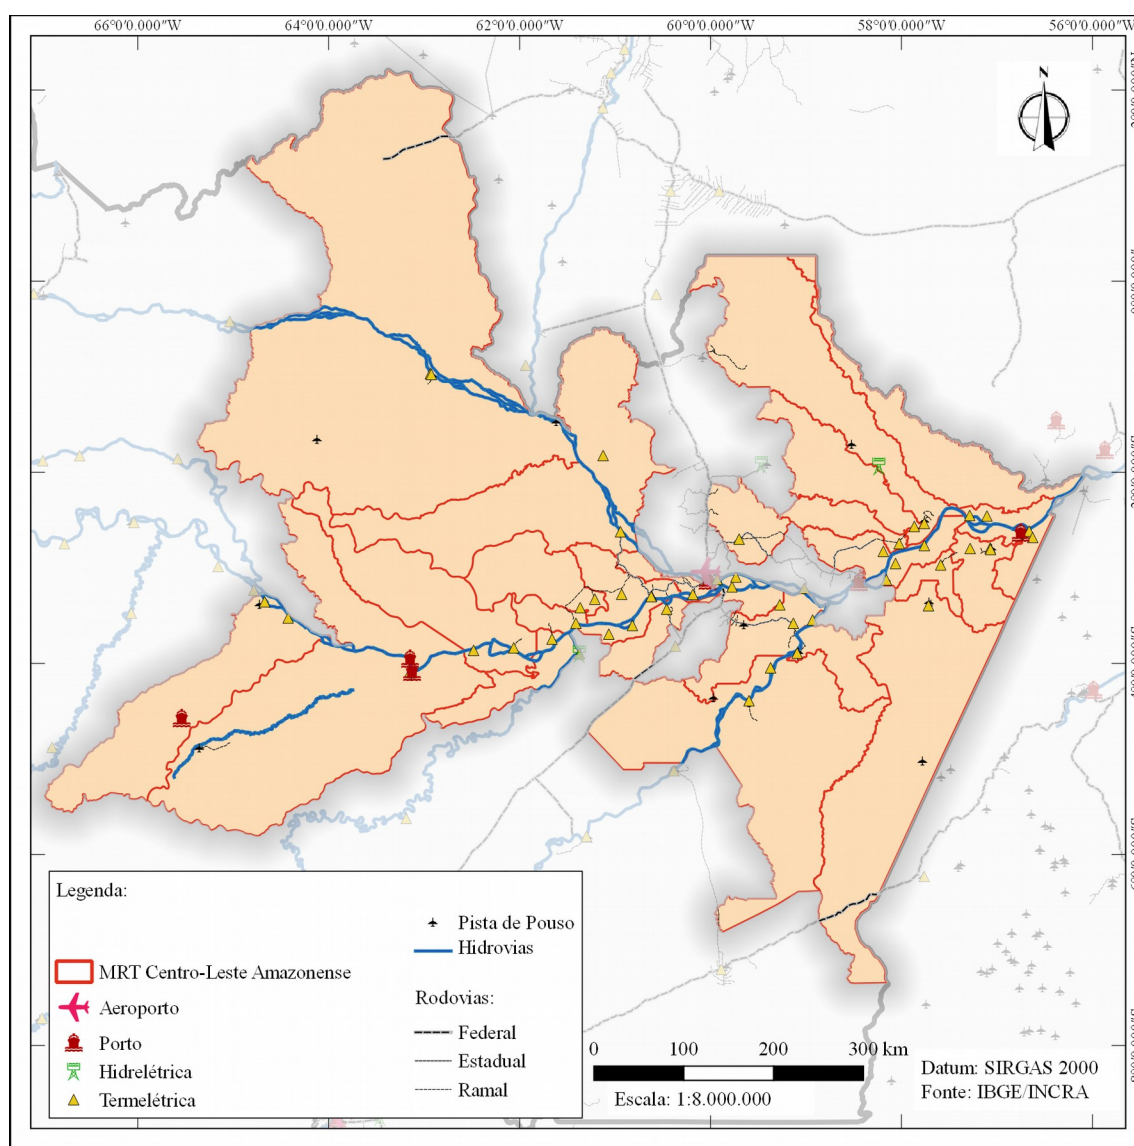 66°0'0.000"W 64°0'0.000"W 62°0'0.000"W 60°0'0.000"W 58°0'0.000"W 56°0'0.000"W
N
Legenda:
MRT Centro-Leste Amazonense
Aeroporto
Porto
Hidrelétrica
Termelétrica
Pista de Pouso
Hidrovias
Rodovias:
Federal
Estadual
Ramal
0 100 200 300 km
Escala: 1:8.000.000
Datum: SIRGAS 2000
Fonte: IBGE/INCRA